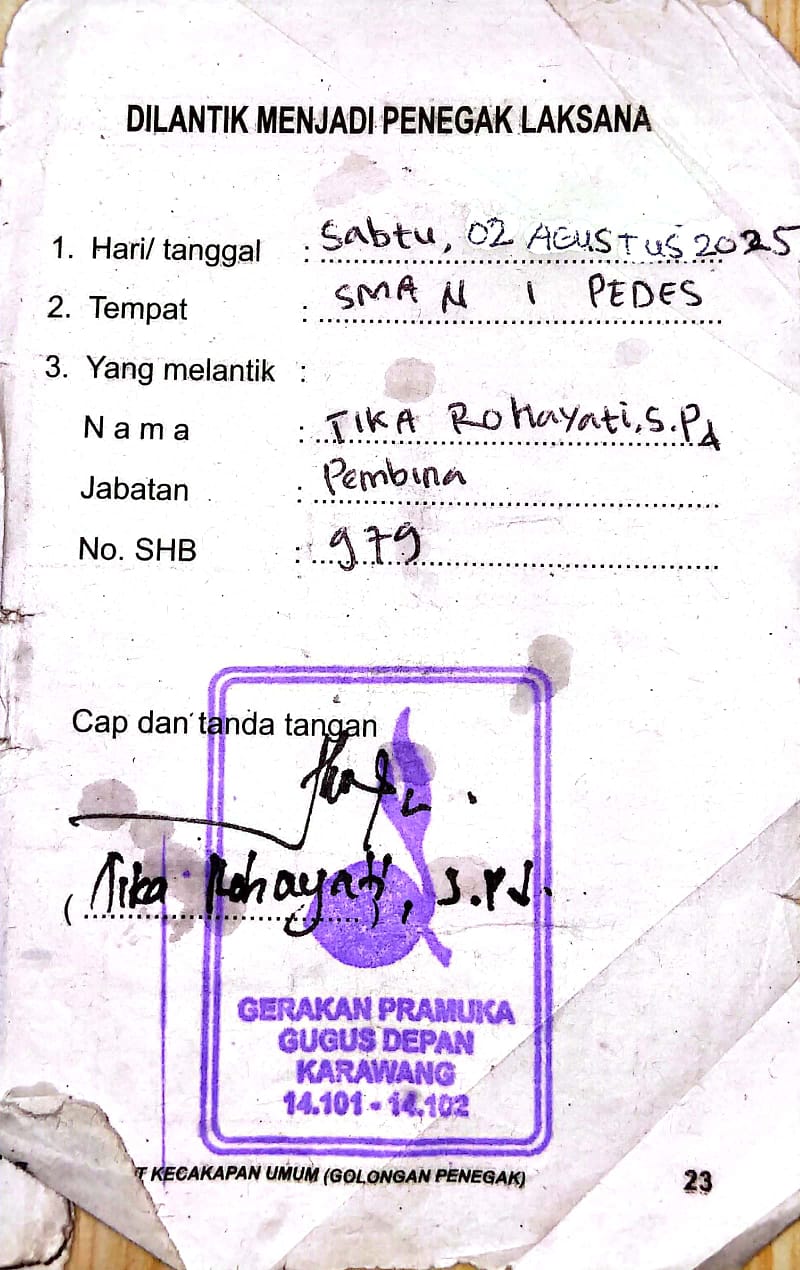 DILANTIK MENJADI PENEGAK LAKSANA
1. Hari/ tanggal : Sabtu, 02 AGUSTUS 2025
2. Tempat : SMA N 1 PEDES
3. Yang melantik :
N a m a : TIKA Rohayati, S.Pd
Jabatan : Pembina
No. SHB : 979
Cap dan tanda tangan
( Tika Rohayati, S.Pd.
GERAKAN PRAMUKA
GUGUS DEPAN
KARAWANG
14.101 - 14.102
T KECAKAPAN UMUM (GOLONGAN PENEGAK)
23